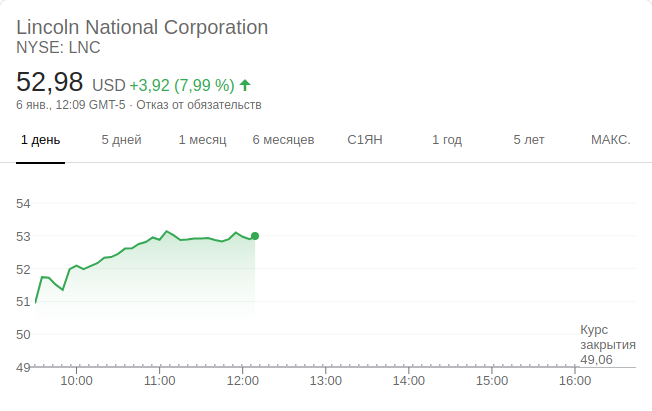 Lincoln National Corporation
NYSE: LNC
52,98 USD +3,92 (7,99 %)
6 янв., 12:09 GMT-5 · Отказ от обязательств
1 день 5 дней 1 месяц 6 месяцев С1ЯН 1 год 5 лет МАКС.
54
53
52
51
50
Курс
закрытия
49,06
49
10:00 11:00 12:00 13:00 14:00 15:00 16:00